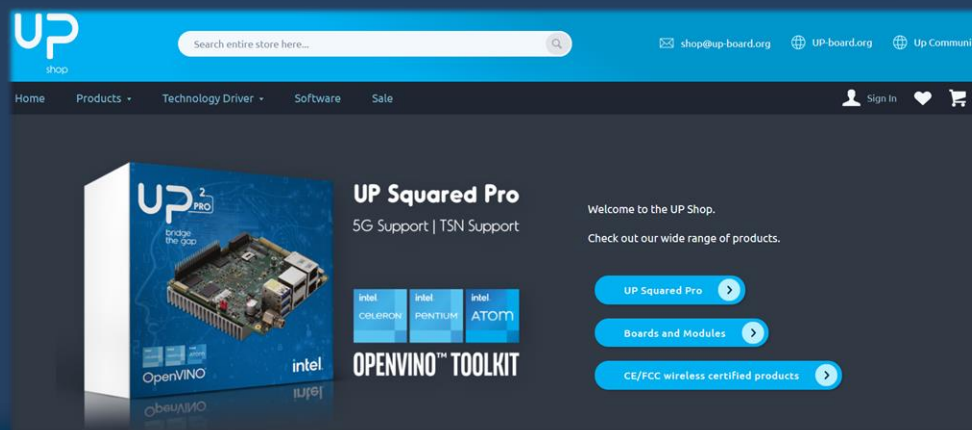 UP
shop
Search entire store here...
shop@up-board.org
UP-board.org
Up Communi
Home
Products
Technology Driver
Software
Sale
Sign In
UP² PRO
bridge
the gap
OpenVINO
intel.
UP Squared Pro
5G Support | TSN Support
intel CELERON
intel PENTIUM
intel ATOM
OPENVINO™ TOOLKIT
Welcome to the UP Shop.
Check out our wide range of products.
UP Squared Pro
Boards and Modules
CE/FCC wireless certified products